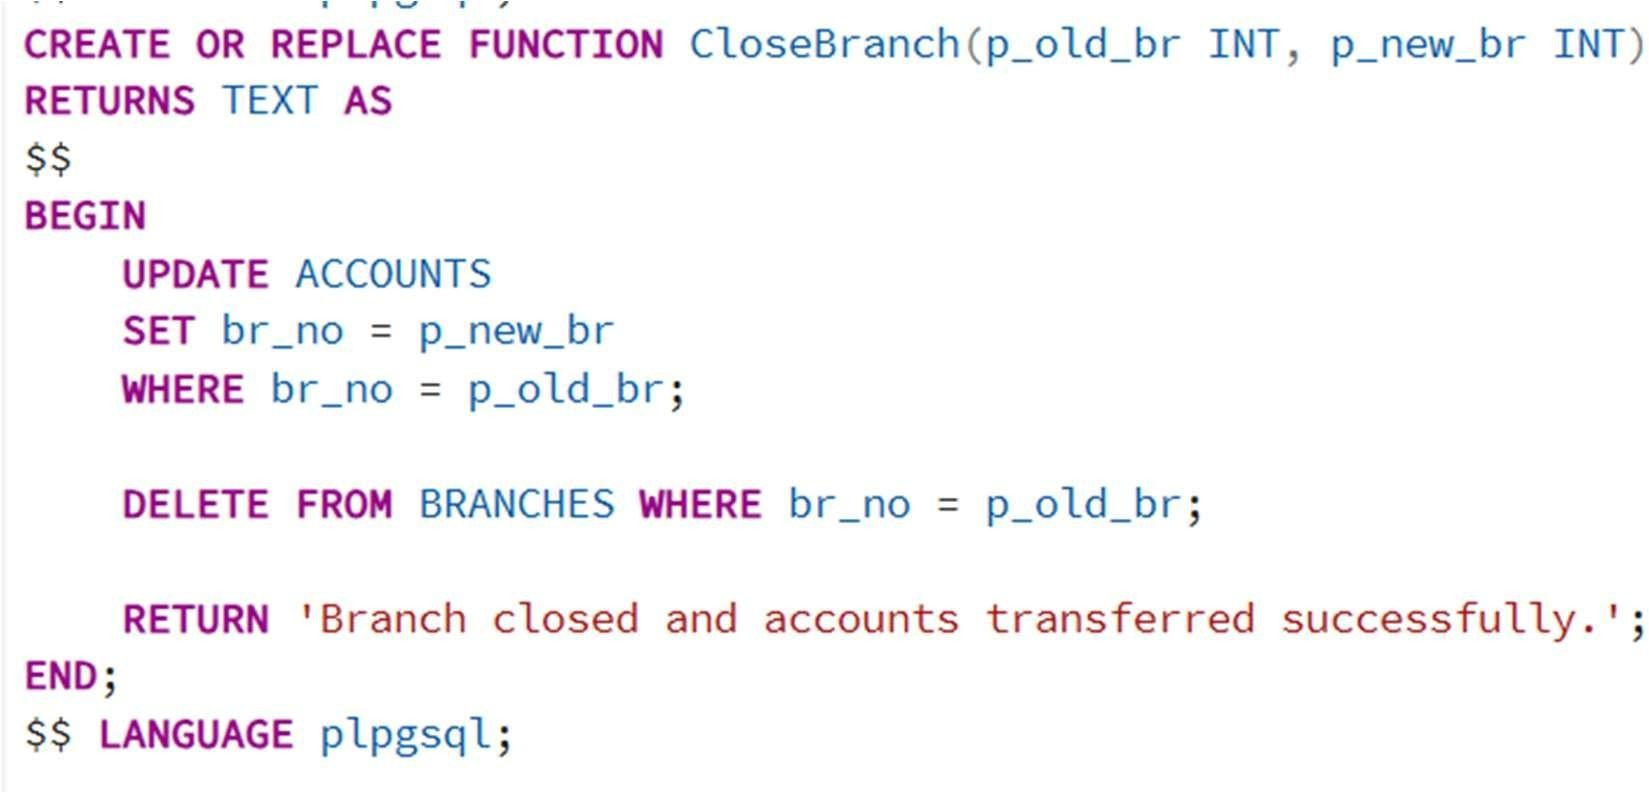 CREATE OR REPLACE FUNCTION CloseBranch(p_old_br INT, p_new_br INT)
RETURNS TEXT AS
$$
BEGIN
    UPDATE ACCOUNTS
    SET br_no = p_new_br
    WHERE br_no = p_old_br;

    DELETE FROM BRANCHES WHERE br_no = p_old_br;

    RETURN 'Branch closed and accounts transferred successfully.';
END;
$$ LANGUAGE plpgsql;